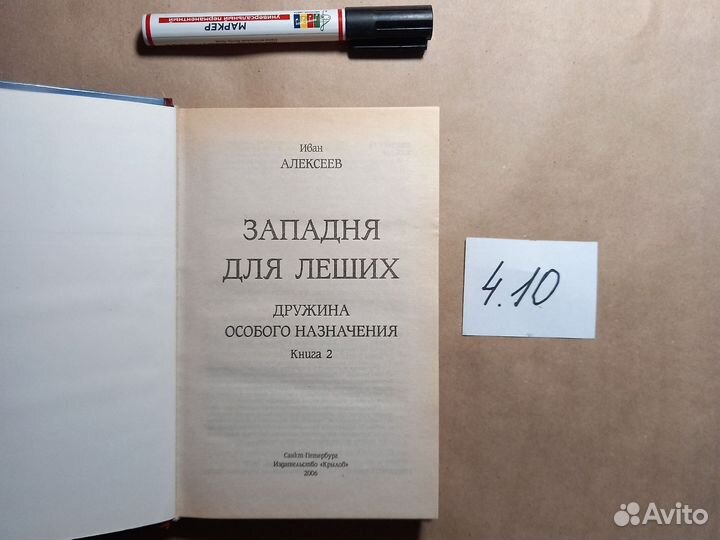 МАРКЕР
универсальный перманентный
Иван
АЛЕКСЕЕВ
ЗАПАДНЯ
ДЛЯ ЛЕШИХ
ДРУЖИНА
ОСОБОГО НАЗНАЧЕНИЯ
Книга 2
Санкт-Петербург
Издательство «Крылов»
2006
4.10
Avito